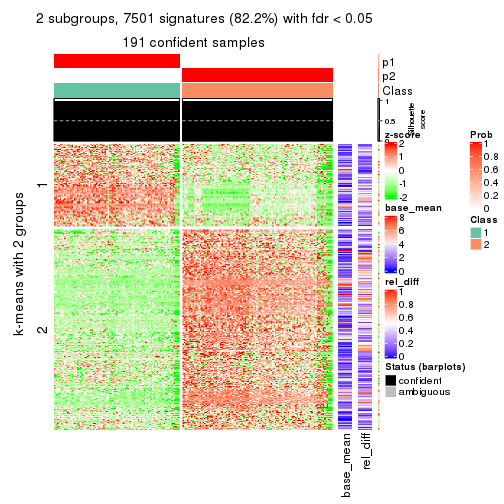 2 subgroups, 7501 signatures (82.2%) with fdr < 0.05
191 confident samples
p1
p2
Class
1
0.5
0
Silhouette
score
k-means with 2 groups
1
2
z-score
2
1
0
-1
-2
base_mean
8
6
4
2
0
rel_diff
1
0.8
0.6
0.4
0.2
0
Status (barplots)
confident
ambiguous
Prob
1
0.8
0.6
0.4
0.2
0
Class
1
2
base_mean
rel_diff